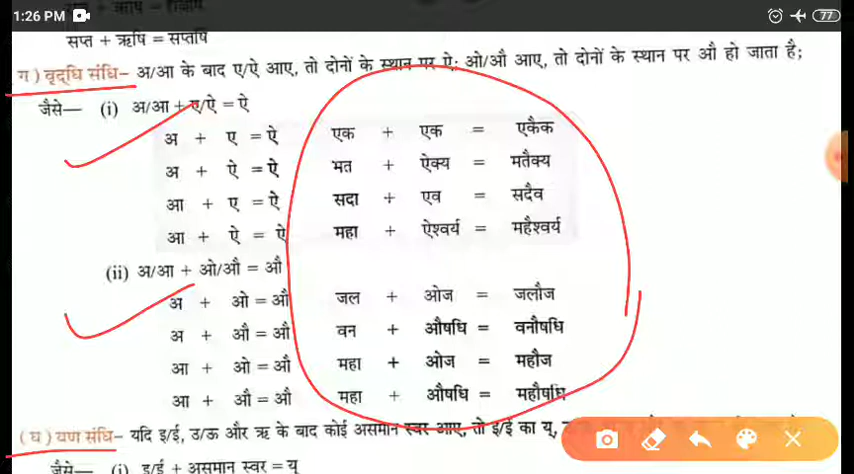 1:26 PM 77
सप्त + ऋषि = सप्तर्षि
ग) वृद्धि संधि– अ/आ के बाद ए/ऐ आए, तो दोनों के स्थान पर ऐ; ओ/औ आए, तो दोनों के स्थान पर औ हो जाता है;
जैसे— (i) अ/आ + ए/ऐ = ऐ
अ + ए = ऐ एक + एक = एकैक
अ + ऐ = ऐ मत + ऐक्य = मतैक्य
आ + ए = ऐ सदा + एव = सदैव
आ + ऐ = ऐ महा + ऐश्वर्य = महैश्वर्य
(ii) अ/आ + ओ/औ = औ
अ + ओ = औ जल + ओज = जलौज
अ + औ = औ वन + औषधि = वनौषधि
आ + ओ = औ महा + ओज = महौज
आ + औ = औ महा + औषधि = महौषधि
(घ) यण संधि– यदि इ/ई, उ/ऊ और ऋ के बाद कोई असमान स्वर आए, तो इ/ई का य्,
जैसे— (i) इ/ई + असमान स्वर = य्